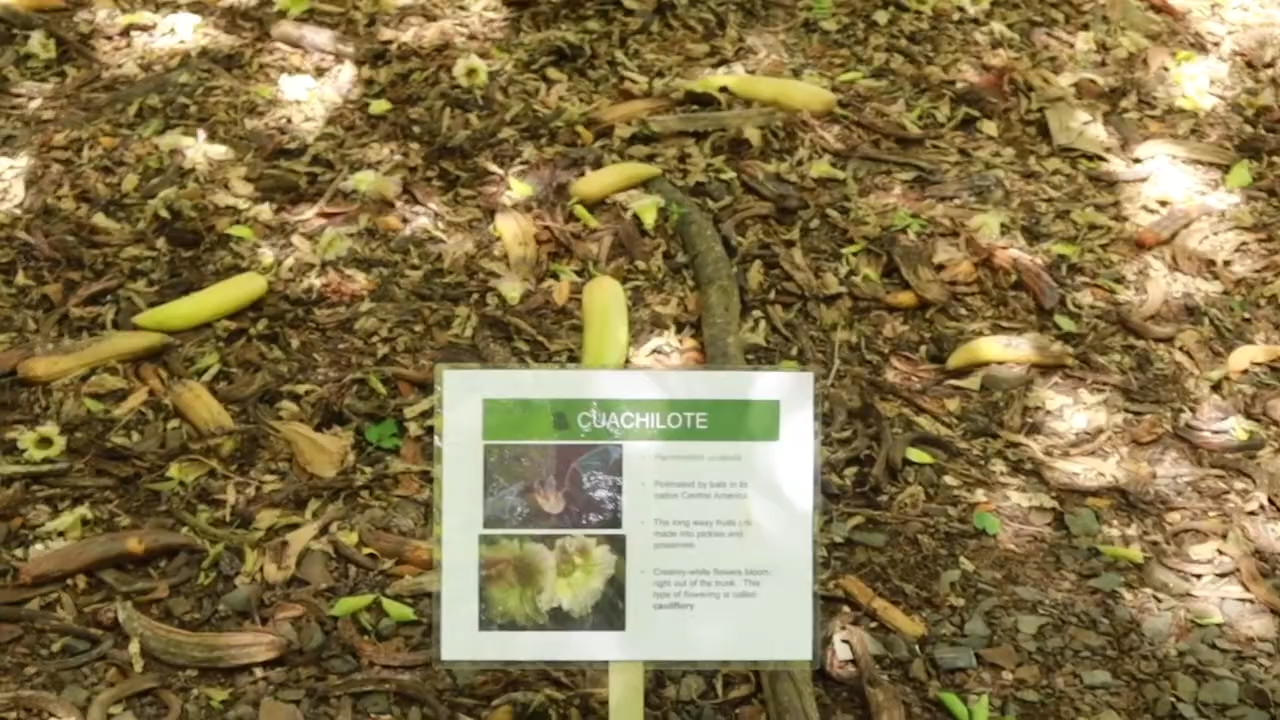 CUACHILOTE
Pollinated by bats in its
native Central America
The long waxy fruits are
made into pickles and
preserves
Creamy-white flowers bloom
right out of the trunk. This
type of flowering is called
cauliflory